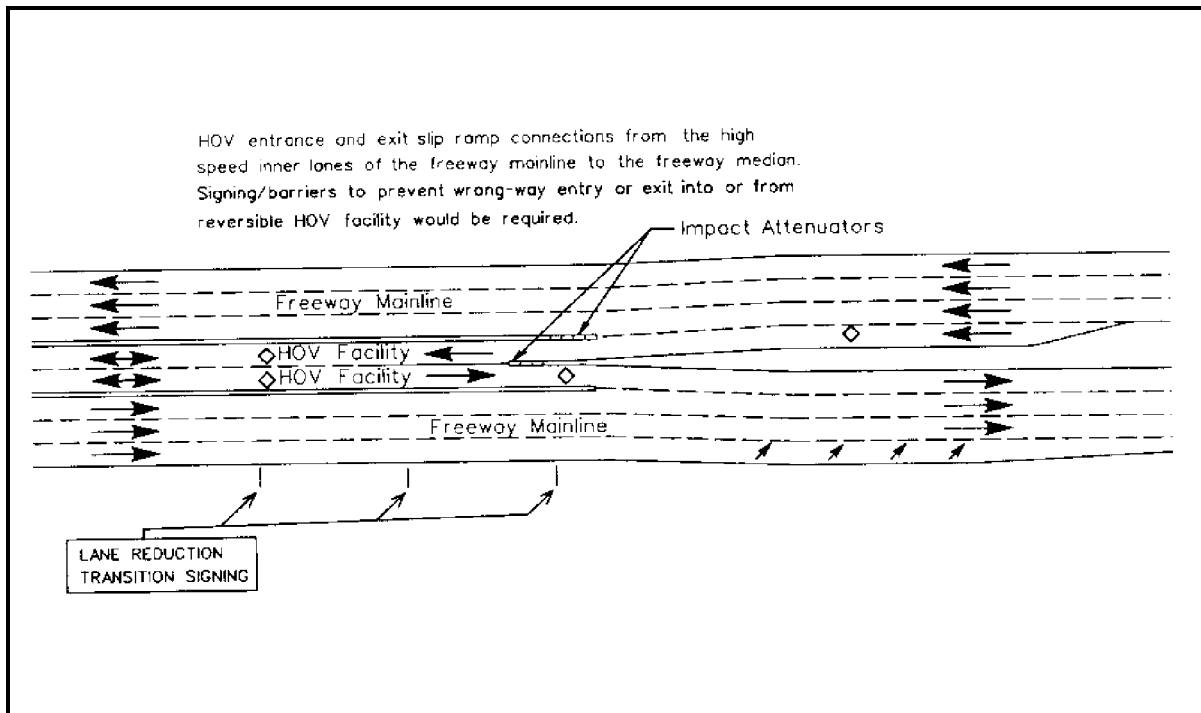 HOV entrance and exit slip ramp connections from the high
speed inner lanes of the freeway mainline to the freeway median.
Signing/barriers to prevent wrong-way entry or exit into or from
reversible HOV facility would be required.
Impact Attenuators
Freeway Mainline
HOV Facility
HOV Facility
Freeway Mainline
LANE REDUCTION
TRANSITION SIGNING